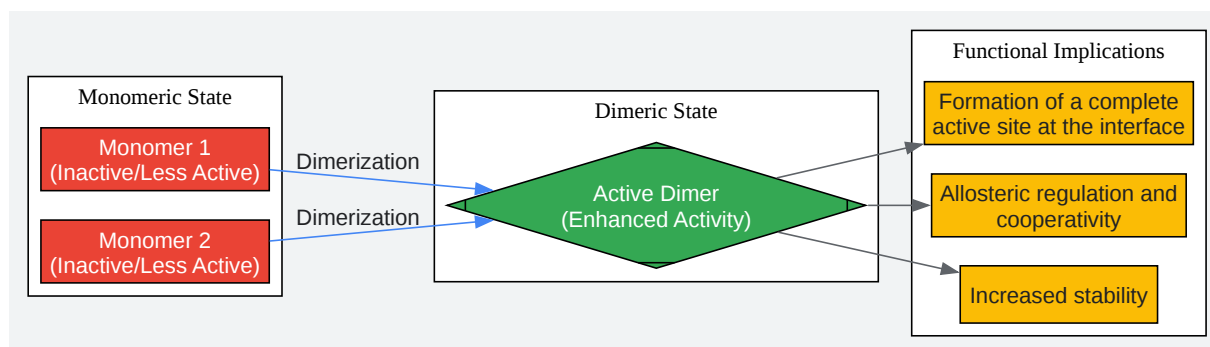 Monomeric State
Monomer 1
(Inactive/Less Active)
Monomer 2
(Inactive/Less Active)
Dimerization
Dimerization
Dimeric State
Active Dimer
(Enhanced Activity)
Functional Implications
Formation of a complete
active site at the interface
Allosteric regulation and
cooperativity
Increased stability